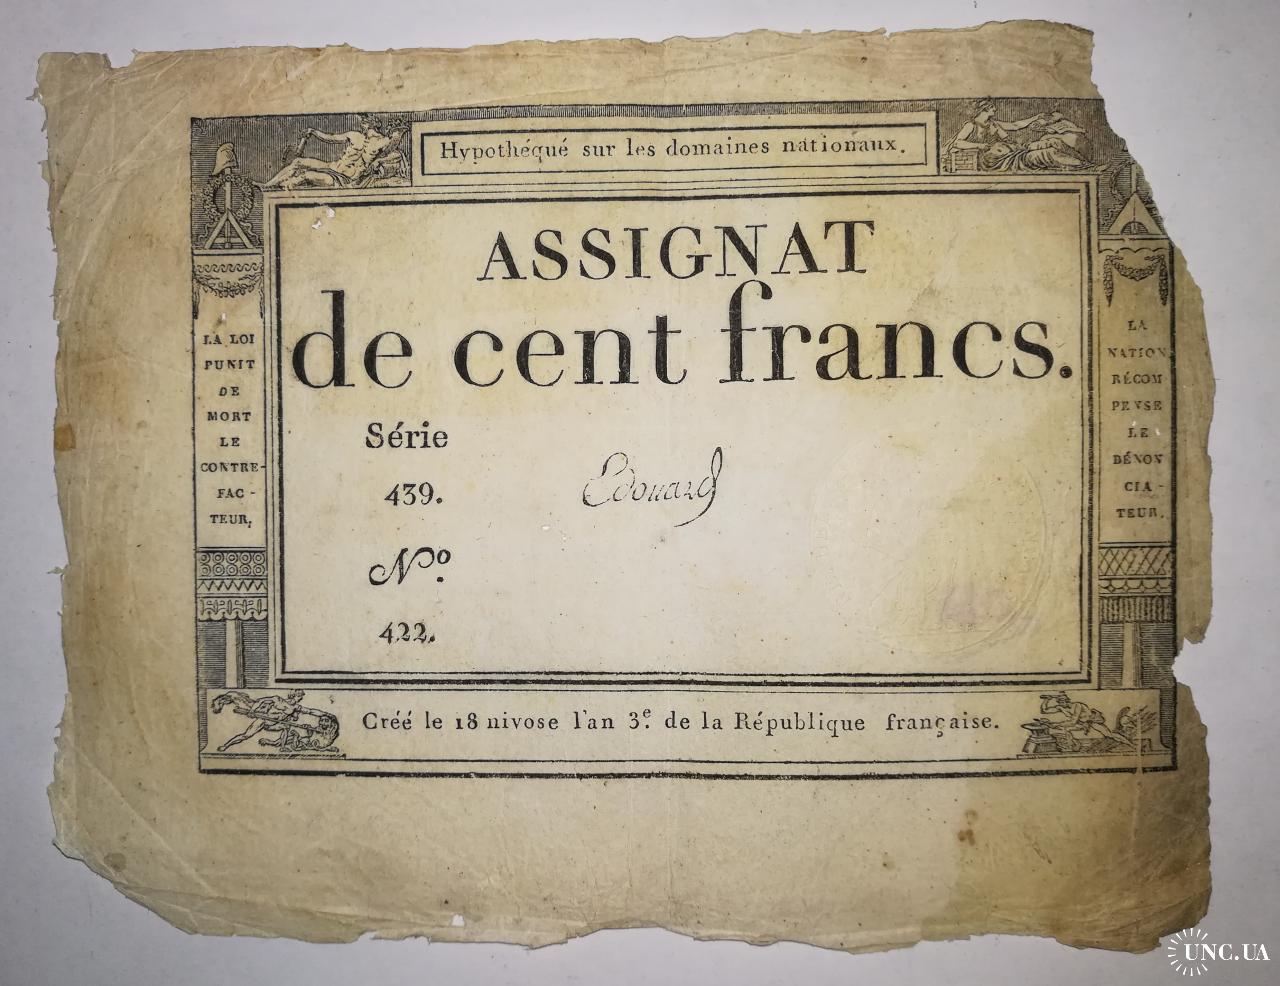 Hypothéqué sur les domaines nationaux.
ASSIGNAT
de cent francs.
Série
439.
Edouard
Nº.
422.
LA LOI
PUNIT
DE
MORT
LE
CONTRE-
FAC-
TEUR.
LA
NATION
RÉCOM
PENSE
LE
DÉNON
CIA-
TEUR.
Créé le 18 nivose l'an 3.e de la République française.
UNC.UA